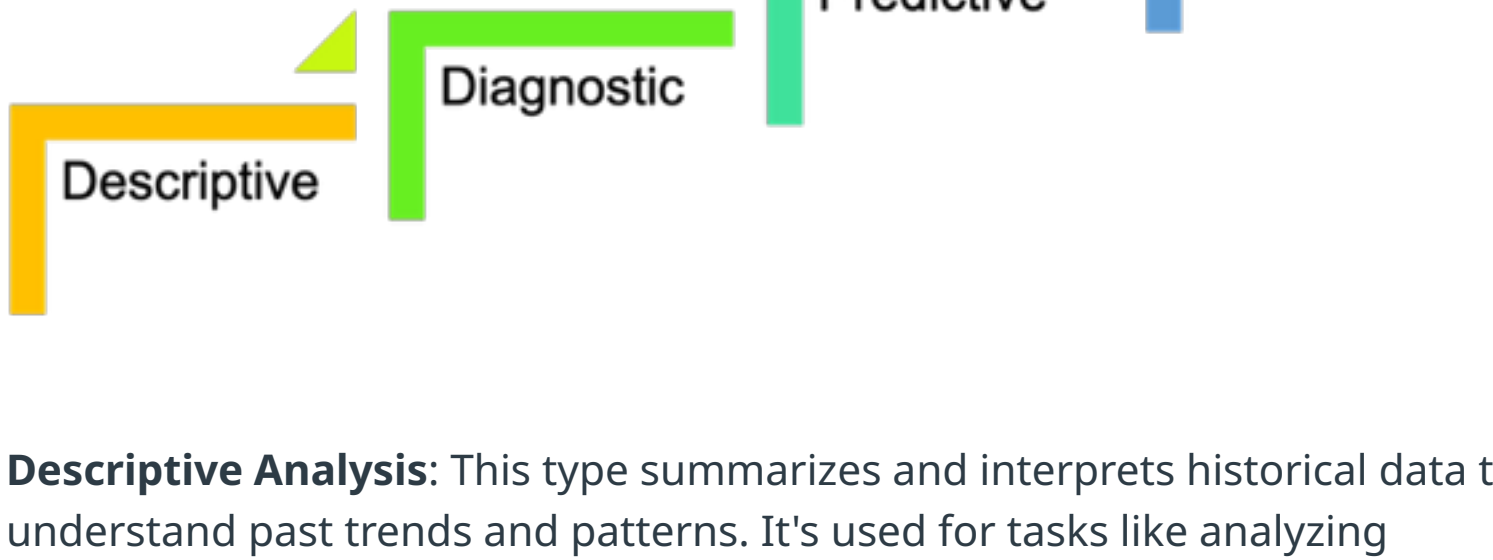 Predictive
Diagnostic
Descriptive
Descriptive Analysis: This type summarizes and interprets historical data t
understand past trends and patterns. It's used for tasks like analyzing